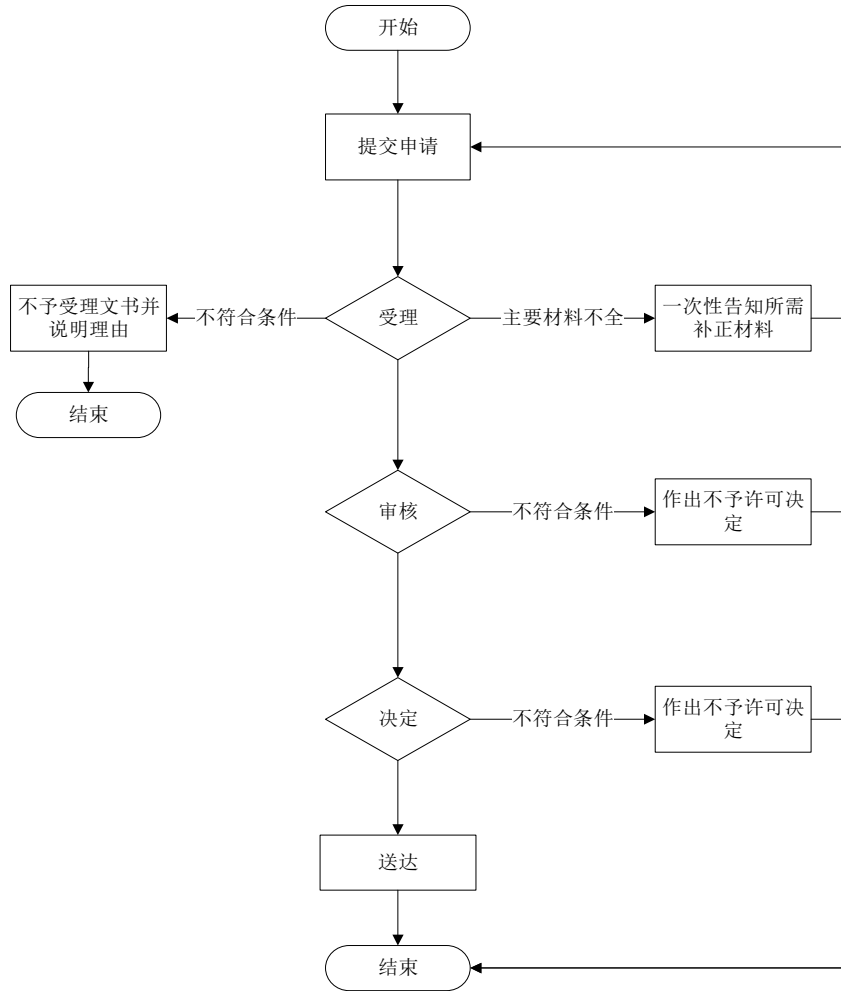 开始
提交申请
不予受理文书并
说明理由
不符合条件
受理
主要材料不全
一次性告知所需
补正材料
结束
审核
不符合条件
作出不予许可决
定
决定
不符合条件
作出不予许可决
定
送达
结束